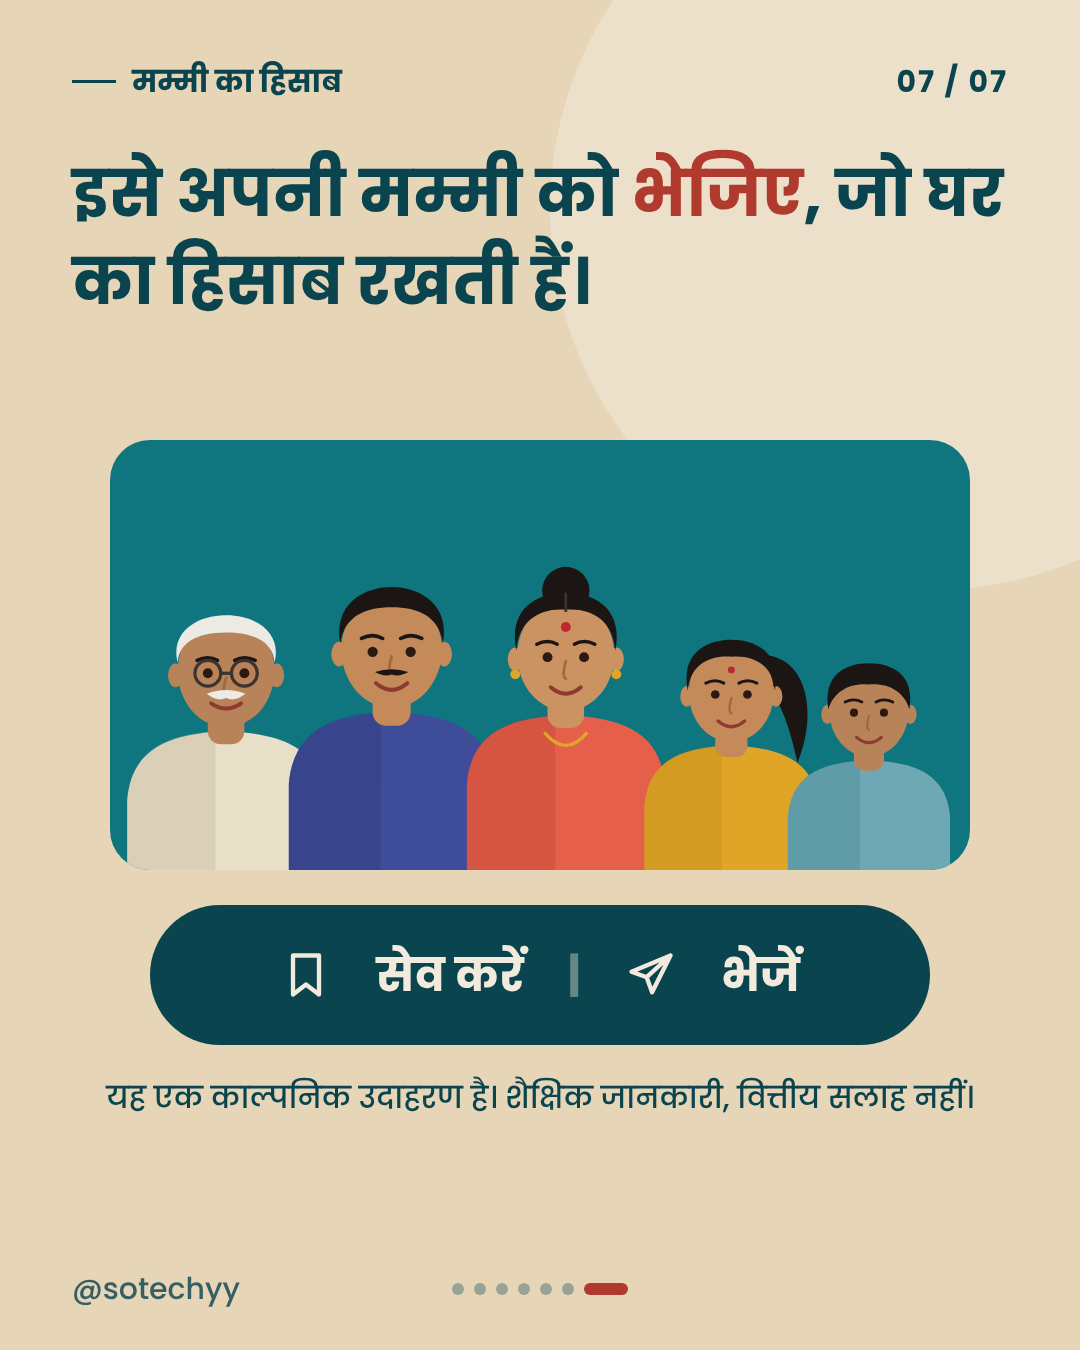 मम्मी का हिसाब
07 / 07
इसे अपनी मम्मी को भेजिए, जो घर
का हिसाब रखती हैं।
सेव करें | भेजें
यह एक काल्पनिक उदाहरण है। शैक्षिक जानकारी, वित्तीय सलाह नहीं।
@sotechyy